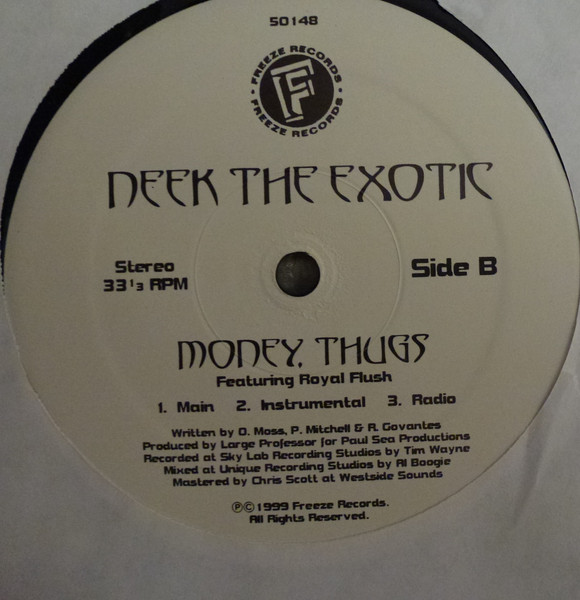 50148
• FREEZE RECORDS •
FREEZE RECORDS
F
NEEK THE EXOTIC
Stereo
33 1/3 RPM
Side B
MONEY, THUGS
Featuring Royal Flush
1. Main 2. Instrumental 3. Radio
Written by O. Moss, P. Mitchell & R. Govantes
Produced by Large Professor for Paul Sea Productions
Recorded at Sky Lab Recording Studios by Tim Wayne
Mixed at Unique Recording Studios by Al Boogie
Mastered by Chris Scott at Westside Sounds
℗©1999 Freeze Records.
All Rights Reserved.